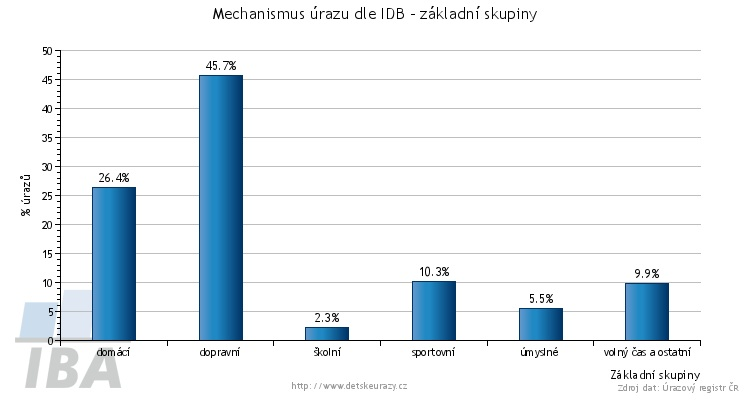 Mechanismus úrazu dle IDB - základní skupiny
% úrazů
50
45
40
35
30
25
20
15
10
5
0
26.4%
45.7%
2.3%
10.3%
5.5%
9.9%
domácí dopravní školní sportovní úmyslné volný čas a ostatní
Základní skupiny
IBA
http://www.detskeurazy.cz
Zdroj dat: Úrazový registr ČR